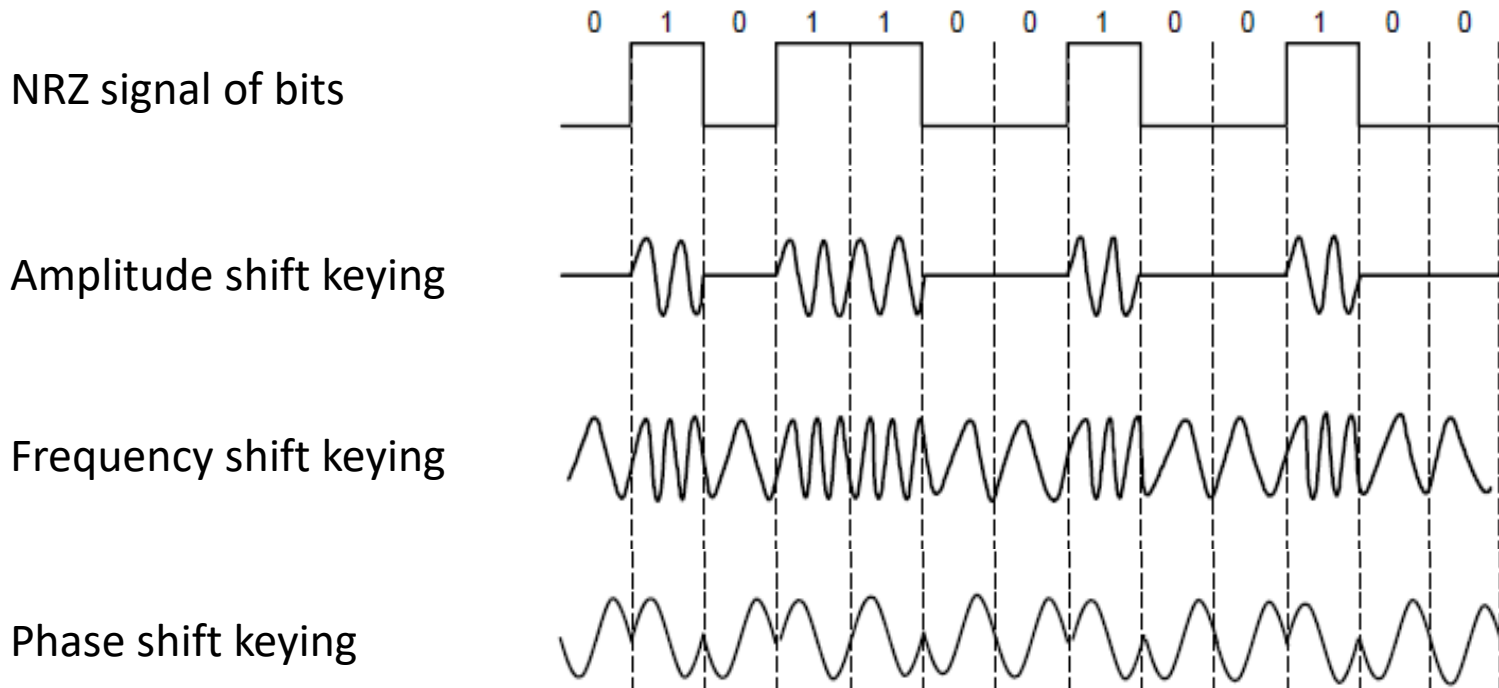 0 1 0 1 1 0 0 1 0 0 1 0 0
NRZ signal of bits
Amplitude shift keying
Frequency shift keying
Phase shift keying